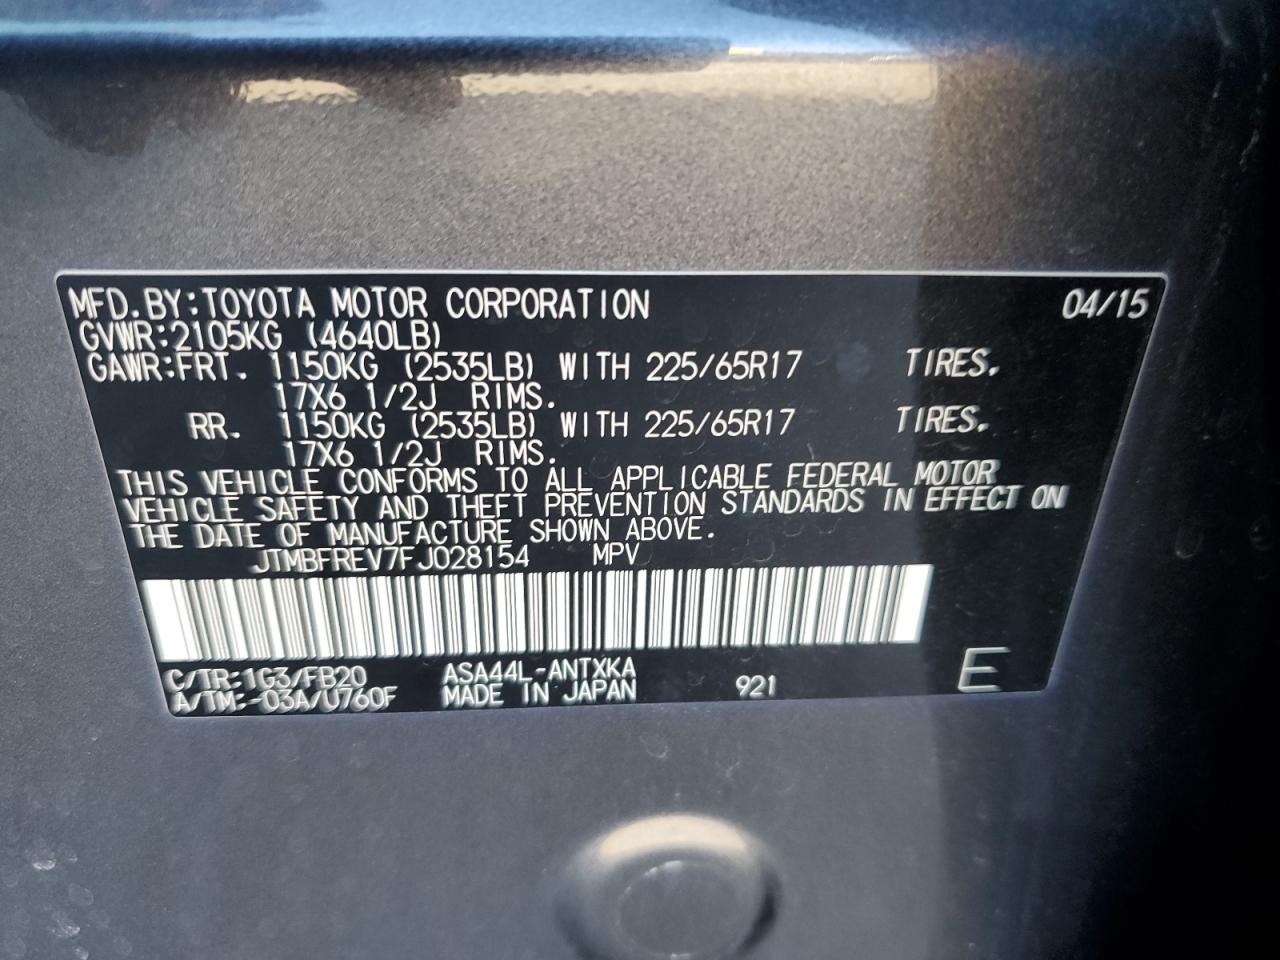 MFD.BY:TOYOTA MOTOR CORPORATION 04/15
GVWR:2105KG (4640LB)
GAWR:FRT. 1150KG (2535LB) WITH 225/65R17 TIRES.
17X6 1/2J RIMS.
RR. 1150KG (2535LB) WITH 225/65R17 TIRES.
17X6 1/2J RIMS.
THIS VEHICLE CONFORMS TO ALL APPLICABLE FEDERAL MOTOR
VEHICLE SAFETY AND THEFT PREVENTION STANDARDS IN EFFECT ON
THE DATE OF MANUFACTURE SHOWN ABOVE.
JTMBFREV7FJ028154 MPV
C/TR:1G3/FB20 ASA44L-ANTXKA
A/TM:-03A/U760F MADE IN JAPAN 921 E